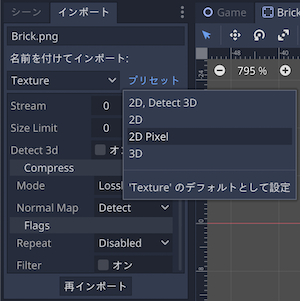 シーン インポート
Brick.png
名前を付けてインポート:
Texture プリセット
Stream 0
Size Limit 0
Detect 3d
Compress
Mode
Normal Map Detect
Flags
Repeat Disabled
Filter オン
再インポート
Game Brick
-48 -40
795 %
2D, Detect 3D
2D
2D Pixel
3D
'Texture' のデフォルトとして設定